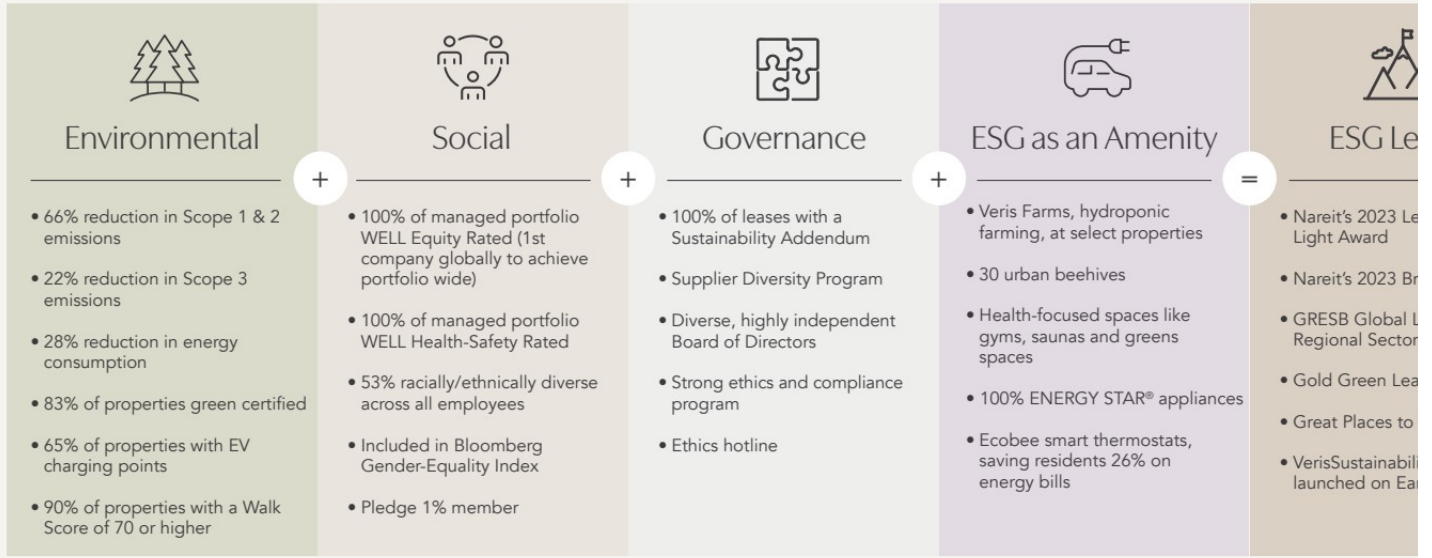 Environmental
• 66% reduction in Scope 1 & 2
emissions
• 22% reduction in Scope 3
emissions
• 28% reduction in energy
consumption
• 83% of properties green certified
• 65% of properties with EV
charging points
• 90% of properties with a Walk
Score of 70 or higher
+
Social
• 100% of managed portfolio
WELL Equity Rated (1st
company globally to achieve
portfolio wide)
• 100% of managed portfolio
WELL Health-Safety Rated
• 53% racially/ethnically diverse
across all employees
• Included in Bloomberg
Gender-Equality Index
• Pledge 1% member
+
Governance
• 100% of leases with a
Sustainability Addendum
• Supplier Diversity Program
• Diverse, highly independent
Board of Directors
• Strong ethics and compliance
program
• Ethics hotline
+
ESG as an Amenity
• Veris Farms, hydroponic
farming, at select properties
• 30 urban beehives
• Health-focused spaces like
gyms, saunas and greens
spaces
• 100% ENERGY STAR® appliances
• Ecobee smart thermostats,
saving residents 26% on
energy bills
=
ESG
• Nareit's 2023
Light Award
• Nareit's 2023
• GRESB Global
Regional Sector
• Gold Green
• Great Places to
launched on